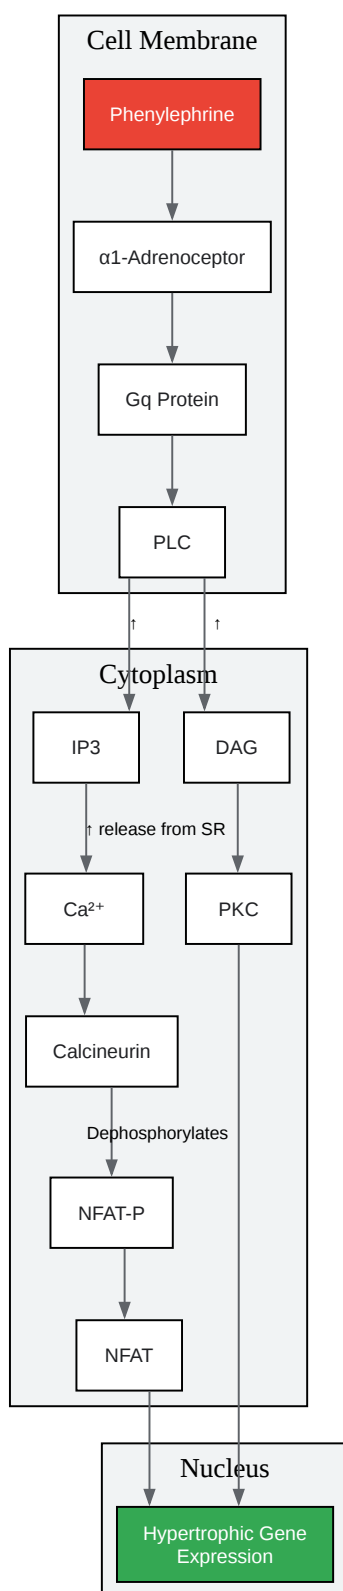 Cell Membrane
Phenylephrine
α1-Adrenoceptor
Gq Protein
PLC
↑
↑
Cytoplasm
IP3
DAG
↑ release from SR
Ca²⁺
PKC
Calcineurin
Dephosphorylates
NFAT-P
NFAT
Nucleus
Hypertrophic Gene
Expression